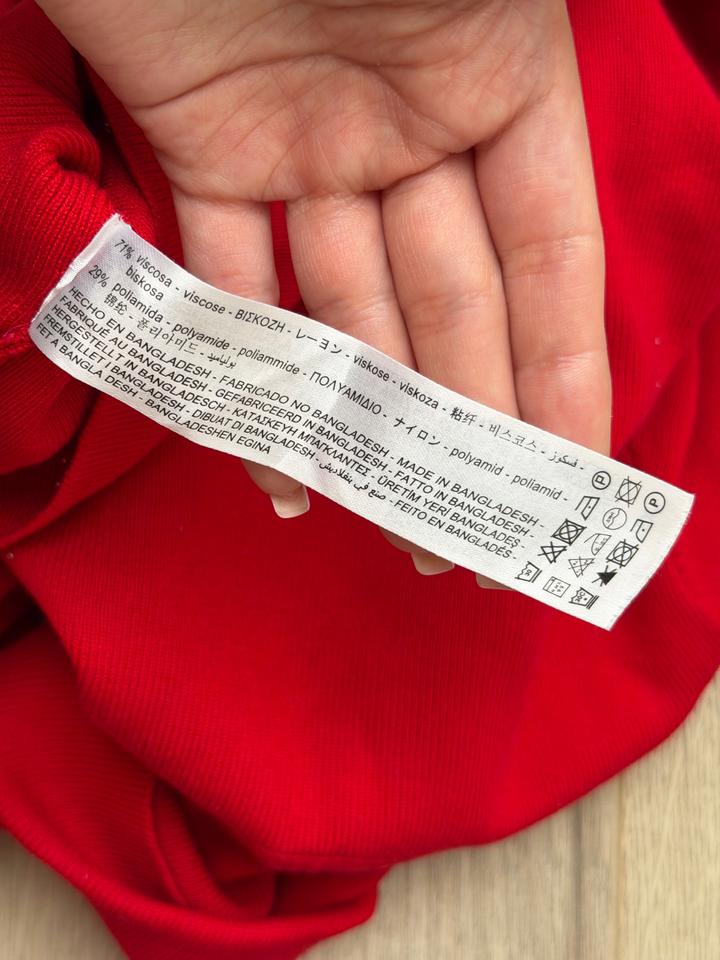 71% viscosa - viscose - ΒΙΣΚΟΖΗ - レーヨン - viskose - viskoza - 粘纤 - 비스코스 - فسكوز -
biskosa
29% poliamida - polyamide - poliammide - ΠΟΛΥΑΜΙΔΙΟ - ナイロン - polyamid - poliamid -
锦纶 - 폴리아미드 - بوليأميد
HECHO EN BANGLADESH - FABRICADO NO BANGLADESH - MADE IN BANGLADESH -
FABRIQUÉ AU BANGLADESH - GEFABRICEERD IN BANGLADESH - FATTO IN BANGLADESH -
HERGESTELLT IN BANGLADESCH - ΚΑΤΑΣΚΕΥΗ ΜΠΑΓΚΛΑΝΤΕΣ - ÜRETİM YERİ BANGLADEŞ -
FREMSTILLET I BANGLADESH - DIBUAT DI BANGLADESH - صنع في بنغلاديش - FEITO EN BANGLADÉS -
FET A BANGLA DESH - BANGLADESHEN EGINA
P P